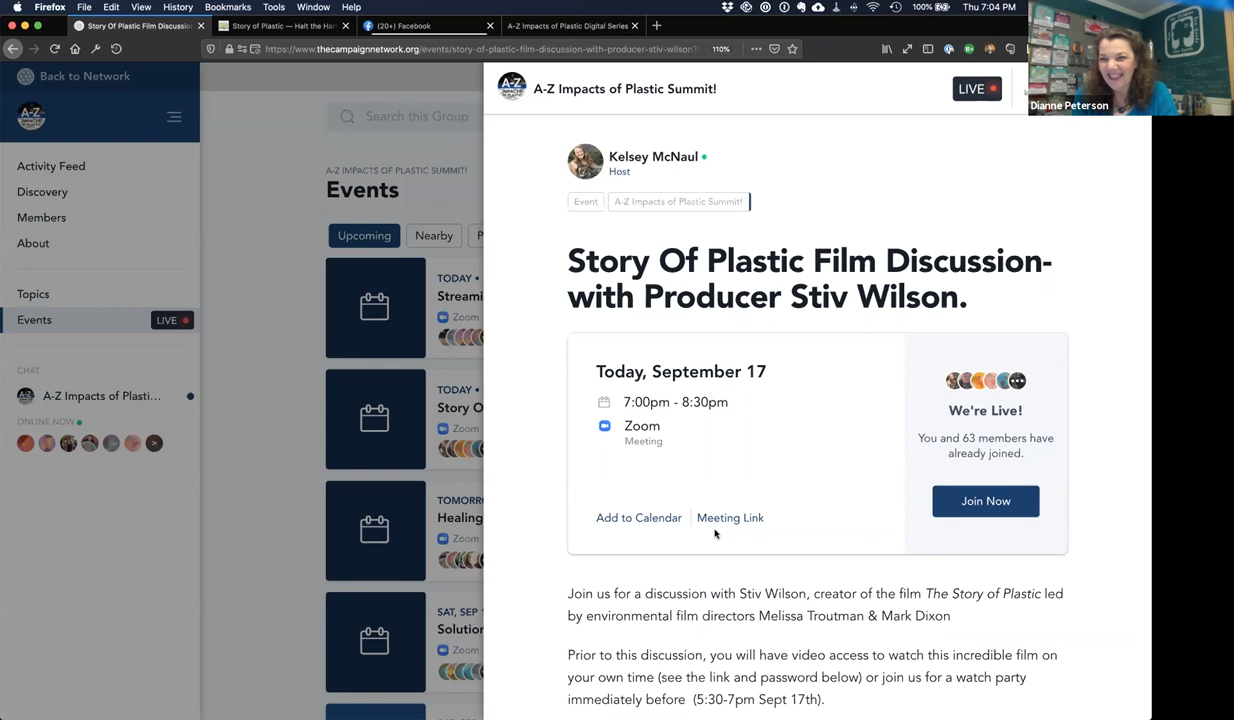 Firefox File Edit View History Bookmarks Tools Window Help
100% Thu 7:04 PM
Story Of Plastic Film Discussio
Story of Plastic — Halt the Har
(20+) Facebook
A-Z Impacts of Plastic Digital Series
https://www.thecampaignnetwork.org/events/story-of-plastic-film-discussion-with-producer-stiv-wilson?
110%
Dianne Peterson
Back to Network
A-Z
Activity Feed
Discovery
Members
About
Topics
Events
LIVE
CHAT
A-Z Impacts of Plasti...
ONLINE NOW
Search this Group
A-Z IMPACTS OF PLASTIC SUMMIT!
Events
Upcoming
Nearby
P
TODAY •
Streami
Zoom
TODAY •
Story O
Zoom
TOMORRO
Healing
Zoom
SAT, SEP 1
Solution
Zoom
A-Z
A-Z Impacts of Plastic Summit!
LIVE
Kelsey McNaul
Host
Event
A-Z Impacts of Plastic Summit!
Story Of Plastic Film Discussion-
with Producer Stiv Wilson.
Today, September 17
7:00pm - 8:30pm
Zoom
Meeting
Add to Calendar
Meeting Link
We're Live!
You and 63 members have
already joined.
Join Now
Join us for a discussion with Stiv Wilson, creator of the film The Story of Plastic led
by environmental film directors Melissa Troutman & Mark Dixon
Prior to this discussion, you will have video access to watch this incredible film on
your own time (see the link and password below) or join us for a watch party
immediately before (5:30-7pm Sept 17th).